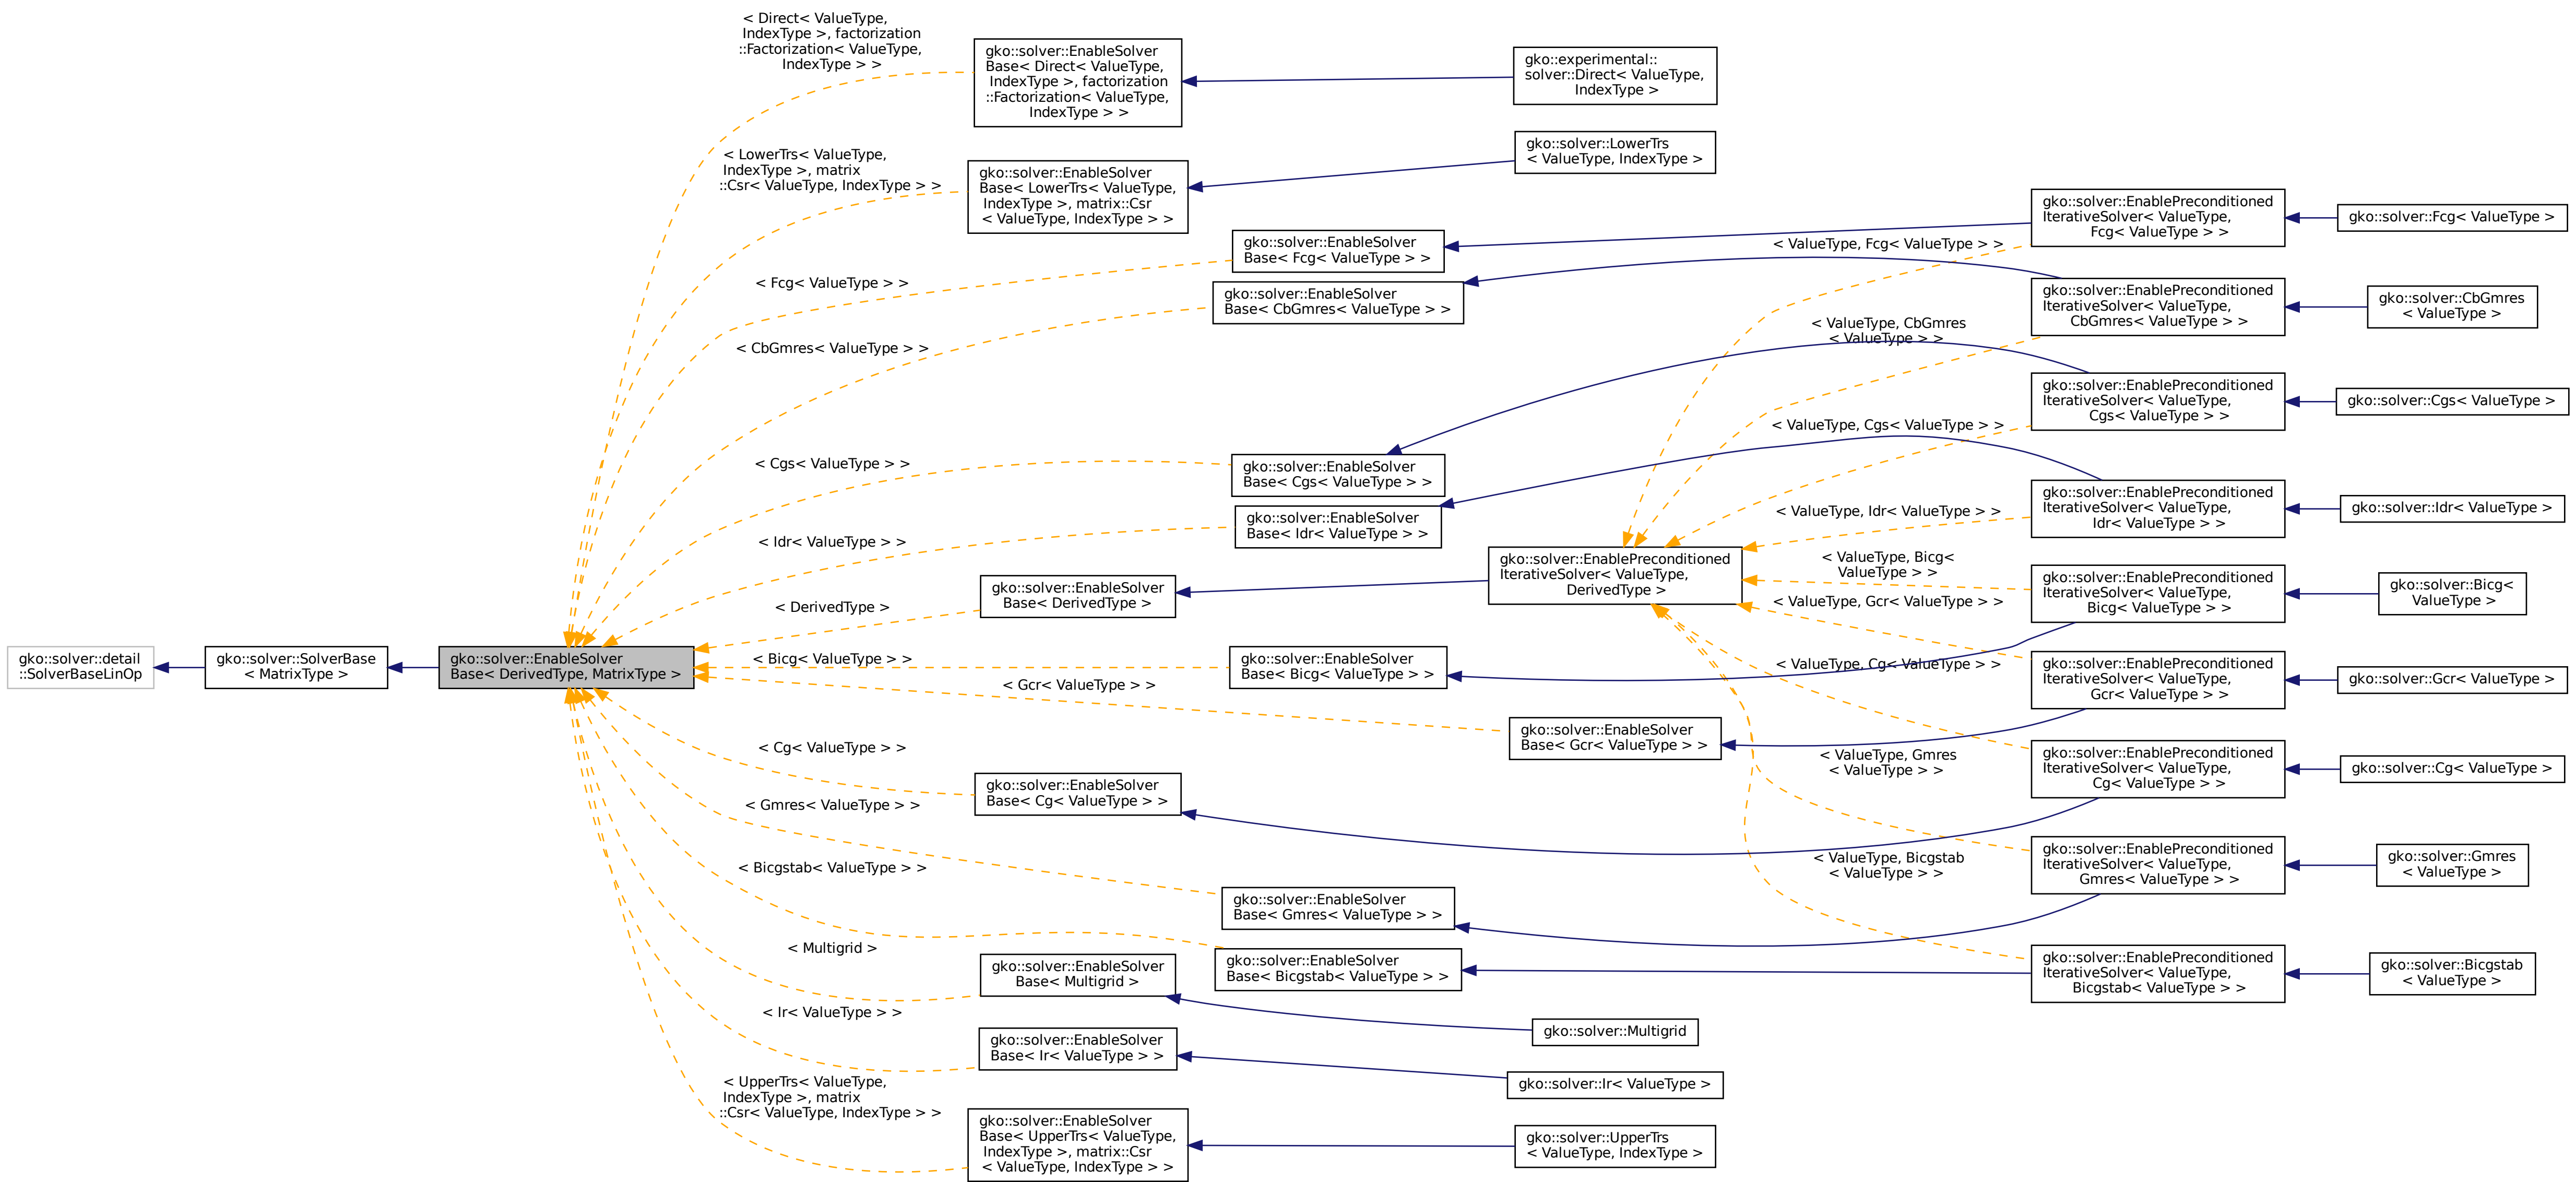 gko::solver::detail
::SolverBaseLinOp
gko::solver::SolverBase
< MatrixType >
gko::solver::EnableSolver
Base< DerivedType, MatrixType >
< Direct< ValueType,
IndexType >, factorization
::Factorization< ValueType,
IndexType > >
< LowerTrs< ValueType,
IndexType >, matrix
::Csr< ValueType, IndexType > >
< Fcg< ValueType > >
< CbGmres< ValueType > >
< Cgs< ValueType > >
< Idr< ValueType > >
< DerivedType >
< Bicg< ValueType > >
< Gcr< ValueType > >
< Cg< ValueType > >
< Gmres< ValueType > >
< Bicgstab< ValueType > >
< Multigrid >
< Ir< ValueType > >
< UpperTrs< ValueType,
IndexType >, matrix
::Csr< ValueType, IndexType > >
gko::solver::EnableSolver
Base< Direct< ValueType,
IndexType >, factorization
::Factorization< ValueType,
IndexType > >
gko::solver::EnableSolver
Base< LowerTrs< ValueType,
IndexType >, matrix::Csr
< ValueType, IndexType > >
gko::solver::EnableSolver
Base< Fcg< ValueType > >
gko::solver::EnableSolver
Base< CbGmres< ValueType > >
gko::solver::EnableSolver
Base< Cgs< ValueType > >
gko::solver::EnableSolver
Base< Idr< ValueType > >
gko::solver::EnableSolver
Base< DerivedType >
gko::solver::EnableSolver
Base< Bicg< ValueType > >
gko::solver::EnableSolver
Base< Gcr< ValueType > >
gko::solver::EnableSolver
Base< Cg< ValueType > >
gko::solver::EnableSolver
Base< Gmres< ValueType > >
gko::solver::EnableSolver
Base< Bicgstab< ValueType > >
gko::solver::EnableSolver
Base< Multigrid >
gko::solver::EnableSolver
Base< Ir< ValueType > >
gko::solver::EnableSolver
Base< UpperTrs< ValueType,
IndexType >, matrix::Csr
< ValueType, IndexType > >
gko::experimental::
solver::Direct< ValueType,
IndexType >
gko::solver::LowerTrs
< ValueType, IndexType >
gko::solver::EnablePreconditioned
IterativeSolver< ValueType,
DerivedType >
gko::solver::Multigrid
gko::solver::Ir< ValueType >
gko::solver::UpperTrs
< ValueType, IndexType >
< ValueType, Fcg< ValueType > >
< ValueType, CbGmres
< ValueType > >
< ValueType, Cgs< ValueType > >
< ValueType, Idr< ValueType > >
< ValueType, Bicg<
ValueType > >
< ValueType, Gcr< ValueType > >
< ValueType, Cg< ValueType > >
< ValueType, Gmres
< ValueType > >
< ValueType, Bicgstab
< ValueType > >
gko::solver::EnablePreconditioned
IterativeSolver< ValueType,
Fcg< ValueType > >
gko::solver::EnablePreconditioned
IterativeSolver< ValueType,
CbGmres< ValueType > >
gko::solver::EnablePreconditioned
IterativeSolver< ValueType,
Cgs< ValueType > >
gko::solver::EnablePreconditioned
IterativeSolver< ValueType,
Idr< ValueType > >
gko::solver::EnablePreconditioned
IterativeSolver< ValueType,
Bicg< ValueType > >
gko::solver::EnablePreconditioned
IterativeSolver< ValueType,
Gcr< ValueType > >
gko::solver::EnablePreconditioned
IterativeSolver< ValueType,
Cg< ValueType > >
gko::solver::EnablePreconditioned
IterativeSolver< ValueType,
Gmres< ValueType > >
gko::solver::EnablePreconditioned
IterativeSolver< ValueType,
Bicgstab< ValueType > >
gko::solver::Fcg< ValueType >
gko::solver::CbGmres
< ValueType >
gko::solver::Cgs< ValueType >
gko::solver::Idr< ValueType >
gko::solver::Bicg<
ValueType >
gko::solver::Gcr< ValueType >
gko::solver::Cg< ValueType >
gko::solver::Gmres
< ValueType >
gko::solver::Bicgstab
< ValueType >